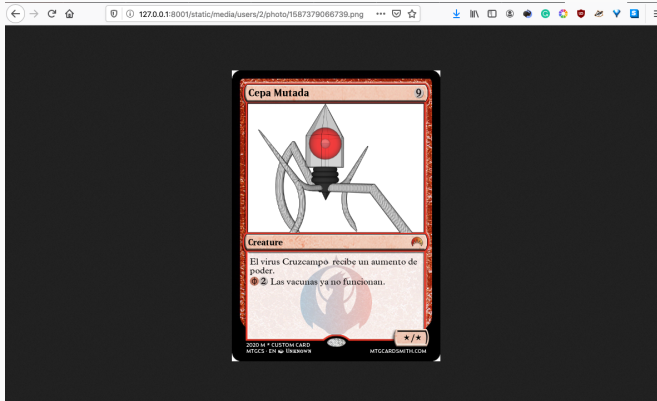 127.0.0.1:8001/static/media/users/2/photo/1587379066739.png
Cepa Mutada 9
Creature
El virus Cruzcampo recibe un aumento de
poder.
2 Las vacunas ya no funcionan.
★/★
2020 M * CUSTOM CARD
MTGCS · EN UNKNOWN MTGCARDSMITH.COM